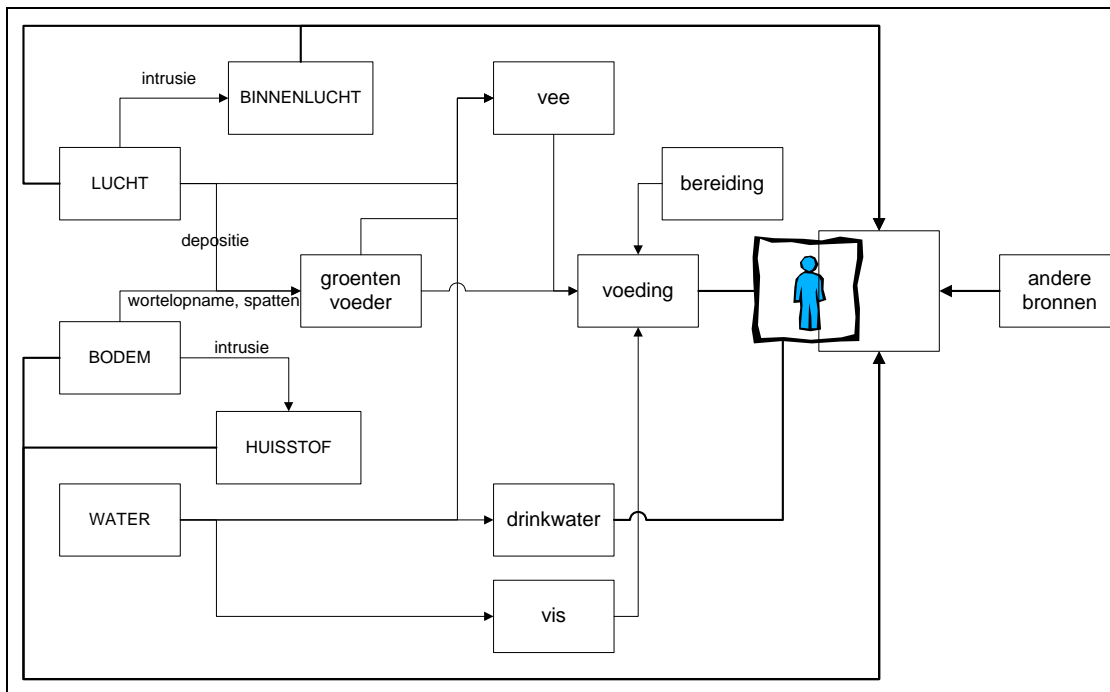 intrusie
BINNENLUCHT
vee
LUCHT
bereiding
depositie
groenten
voeder
voeding
andere
bronnen
wortelopname, spatten
BODEM
intrusie
HUISSTOF
WATER
drinkwater
vis